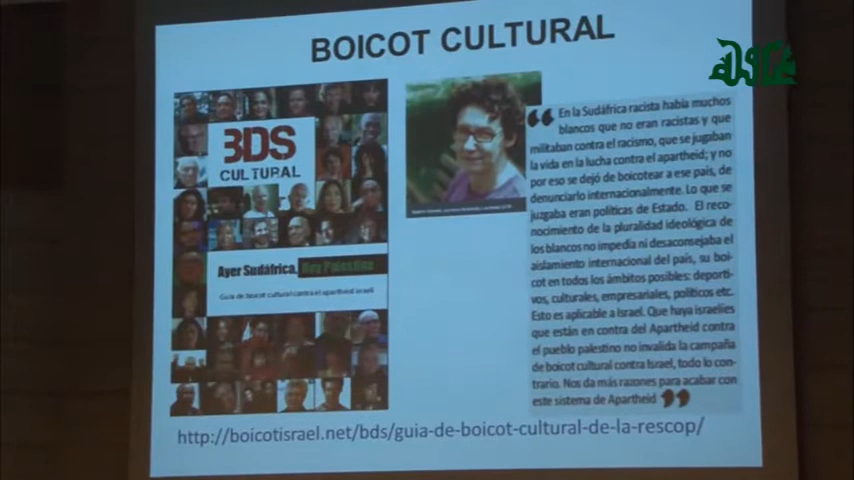 BOICOT CULTURAL
BDS
CULTURAL
Ayer Sudáfrica, Hoy Palestina
Guía de boicot cultural contra el apartheid israelí
“ En la Sudáfrica racista había muchos
blancos que no eran racistas y que
militaban contra el racismo, que se jugaban
la vida en la lucha contra el apartheid; y no
por eso se dejó de boicotear a ese país, de
denunciarlo internacionalmente. Lo que se
juzgaba eran políticas de Estado. El reco-
nocimiento de la pluralidad ideológica de
los blancos no impedía ni desaconsejaba el
aislamiento internacional del país, su boi-
cot en todos los ámbitos posibles: deporti-
vos, culturales, empresariales, políticos etc.
Esto es aplicable a Israel. Que haya israelíes
que están en contra del Apartheid contra
el pueblo palestino no invalida la campaña
de boicot cultural contra Israel, todo lo con-
trario. Nos da más razones para acabar con
este sistema de Apartheid ”
http://boicotisrael.net/bds/guia-de-boicot-cultural-de-la-rescop/